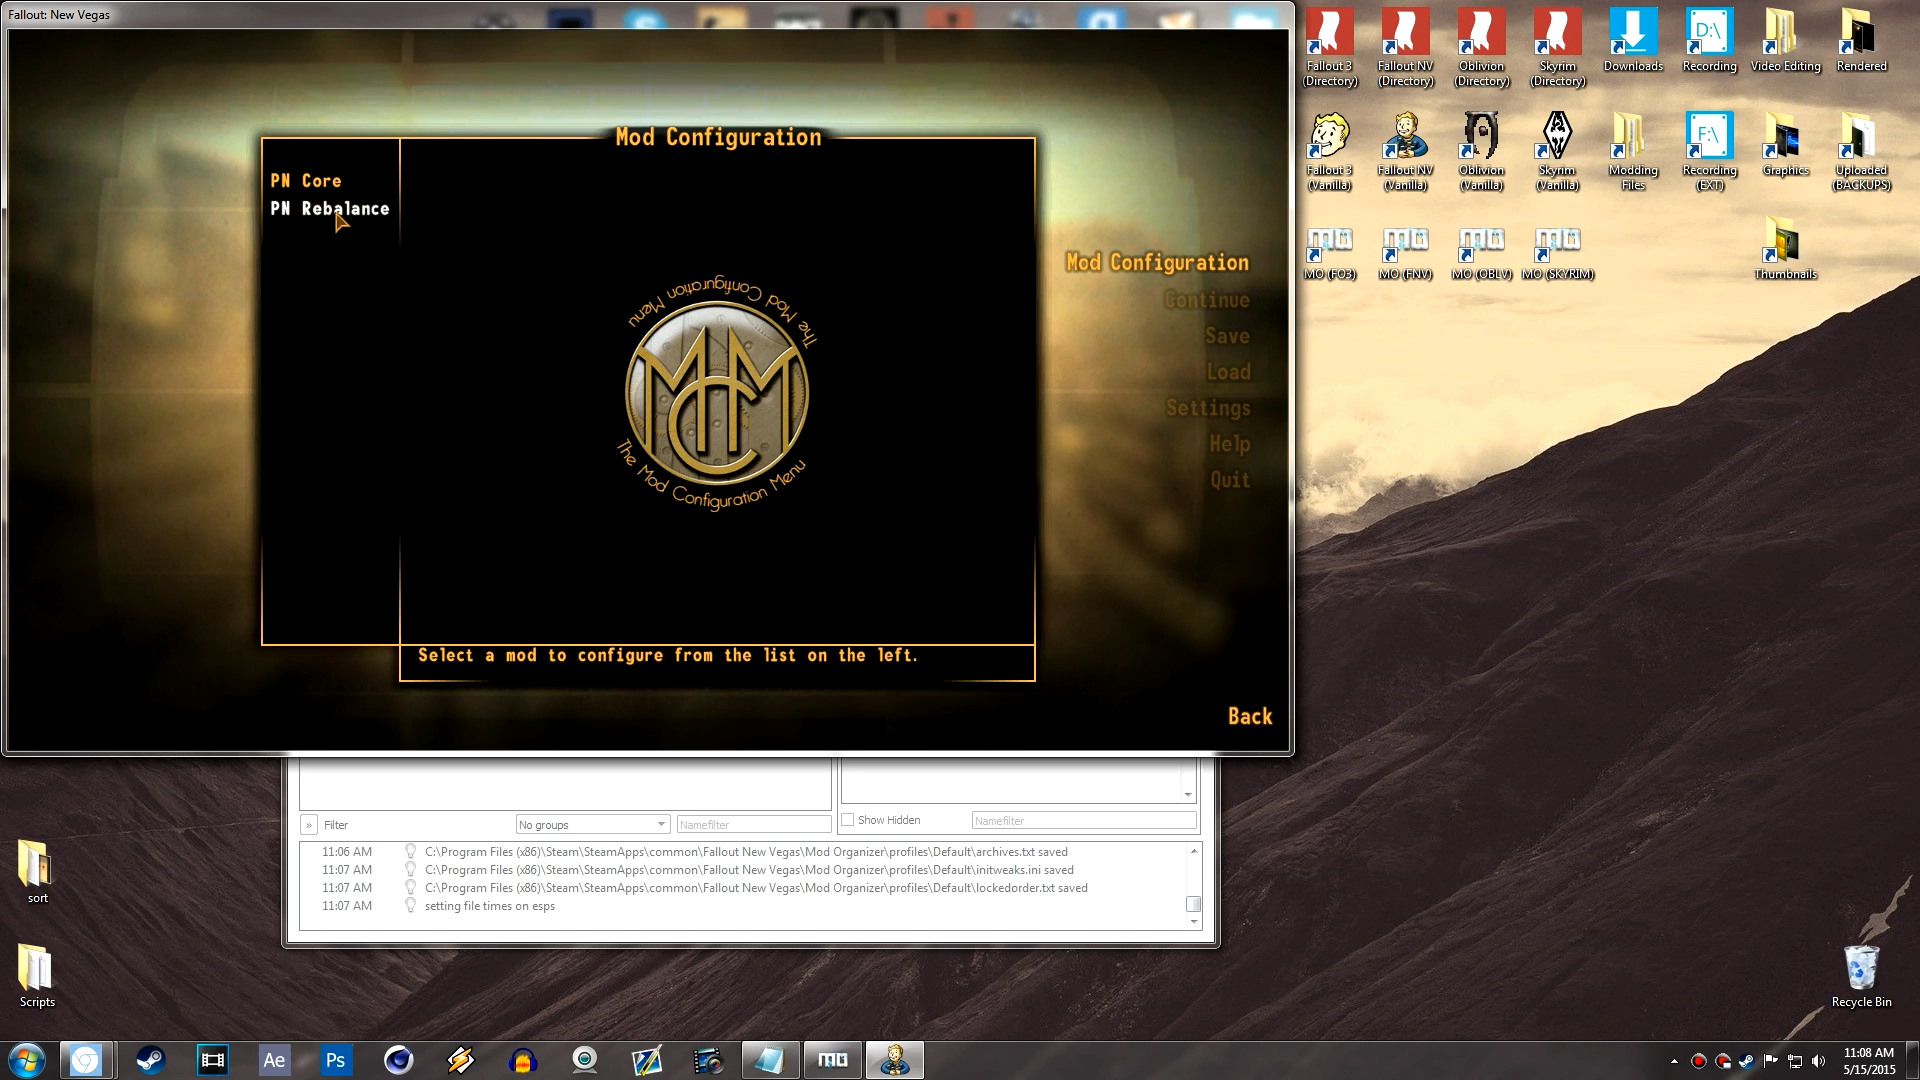 Fallout: New Vegas
Mod Configuration
PN Core
PN Rebalance
The Mod Configuration Menu
MCM
The Mod Configuration Menu
Select a mod to configure from the list on the left.
Mod Configuration
Continue
Save
Load
Settings
Help
Quit
Back
Fallout 3 (Directory)
Fallout NV (Directory)
Oblivion (Directory)
Skyrim (Directory)
Downloads
D:\
Recording
Video Editing
Rendered
Fallout 3 (Vanilla)
Fallout NV (Vanilla)
Oblivion (Vanilla)
Skyrim (Vanilla)
Modding Files
F:\
Recording (EXT)
Graphics
Uploaded (BACKUPS)
MO (FO3)
MO (FNV)
MO (OBLV)
MO (SKYRIM)
Thumbnails
» Filter
No groups
Namefilter
Show Hidden
Namefilter
11:06 AM C:\Program Files (x86)\Steam\SteamApps\common\Fallout New Vegas\Mod Organizer\profiles\Default\archives.txt saved
11:07 AM C:\Program Files (x86)\Steam\SteamApps\common\Fallout New Vegas\Mod Organizer\profiles\Default\initweaks.ini saved
11:07 AM C:\Program Files (x86)\Steam\SteamApps\common\Fallout New Vegas\Mod Organizer\profiles\Default\lockedorder.txt saved
11:07 AM setting file times on esps
sort
Scripts
Recycle Bin
Ae
Ps
MO
11:08 AM
5/15/2015